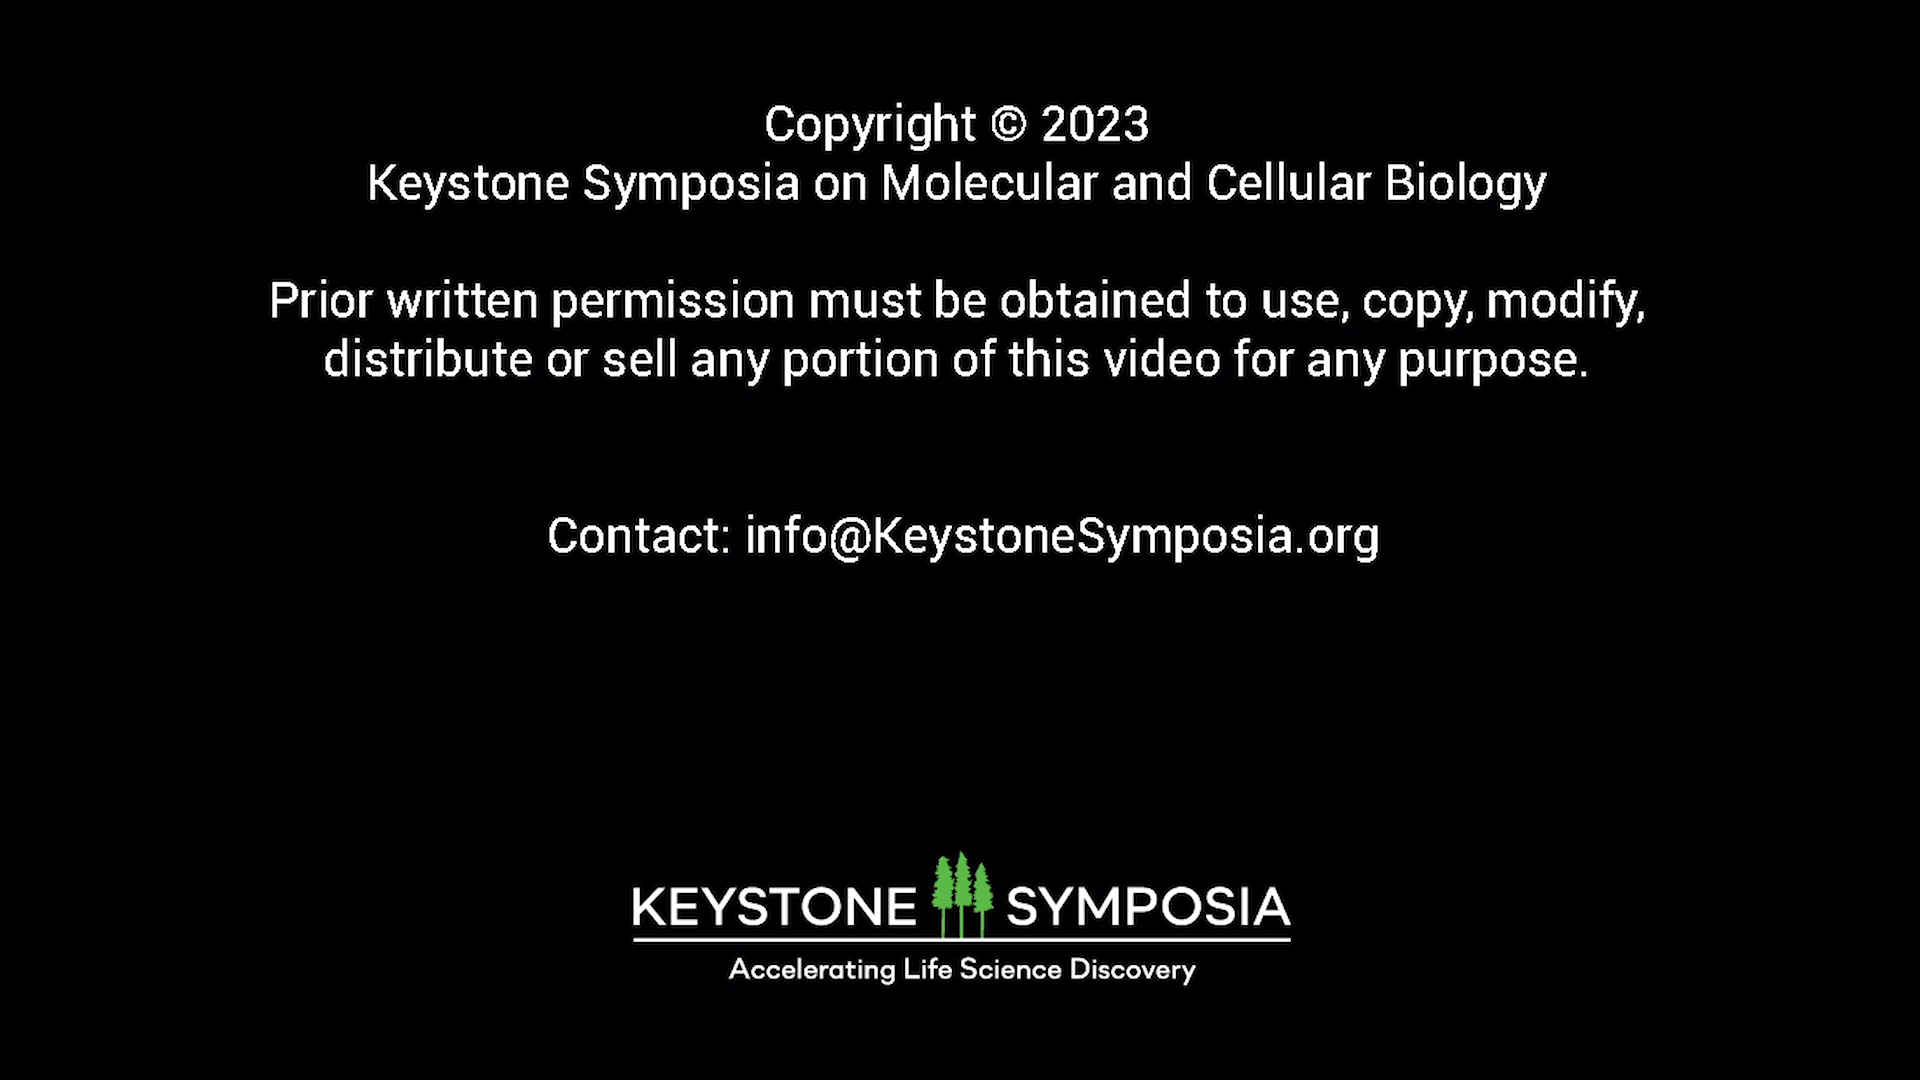 Copyright © 2023
Keystone Symposia on Molecular and Cellular Biology
Prior written permission must be obtained to use, copy, modify,
distribute or sell any portion of this video for any purpose.
Contact: info@KeystoneSymposia.org
KEYSTONE SYMPOSIA
Accelerating Life Science Discovery